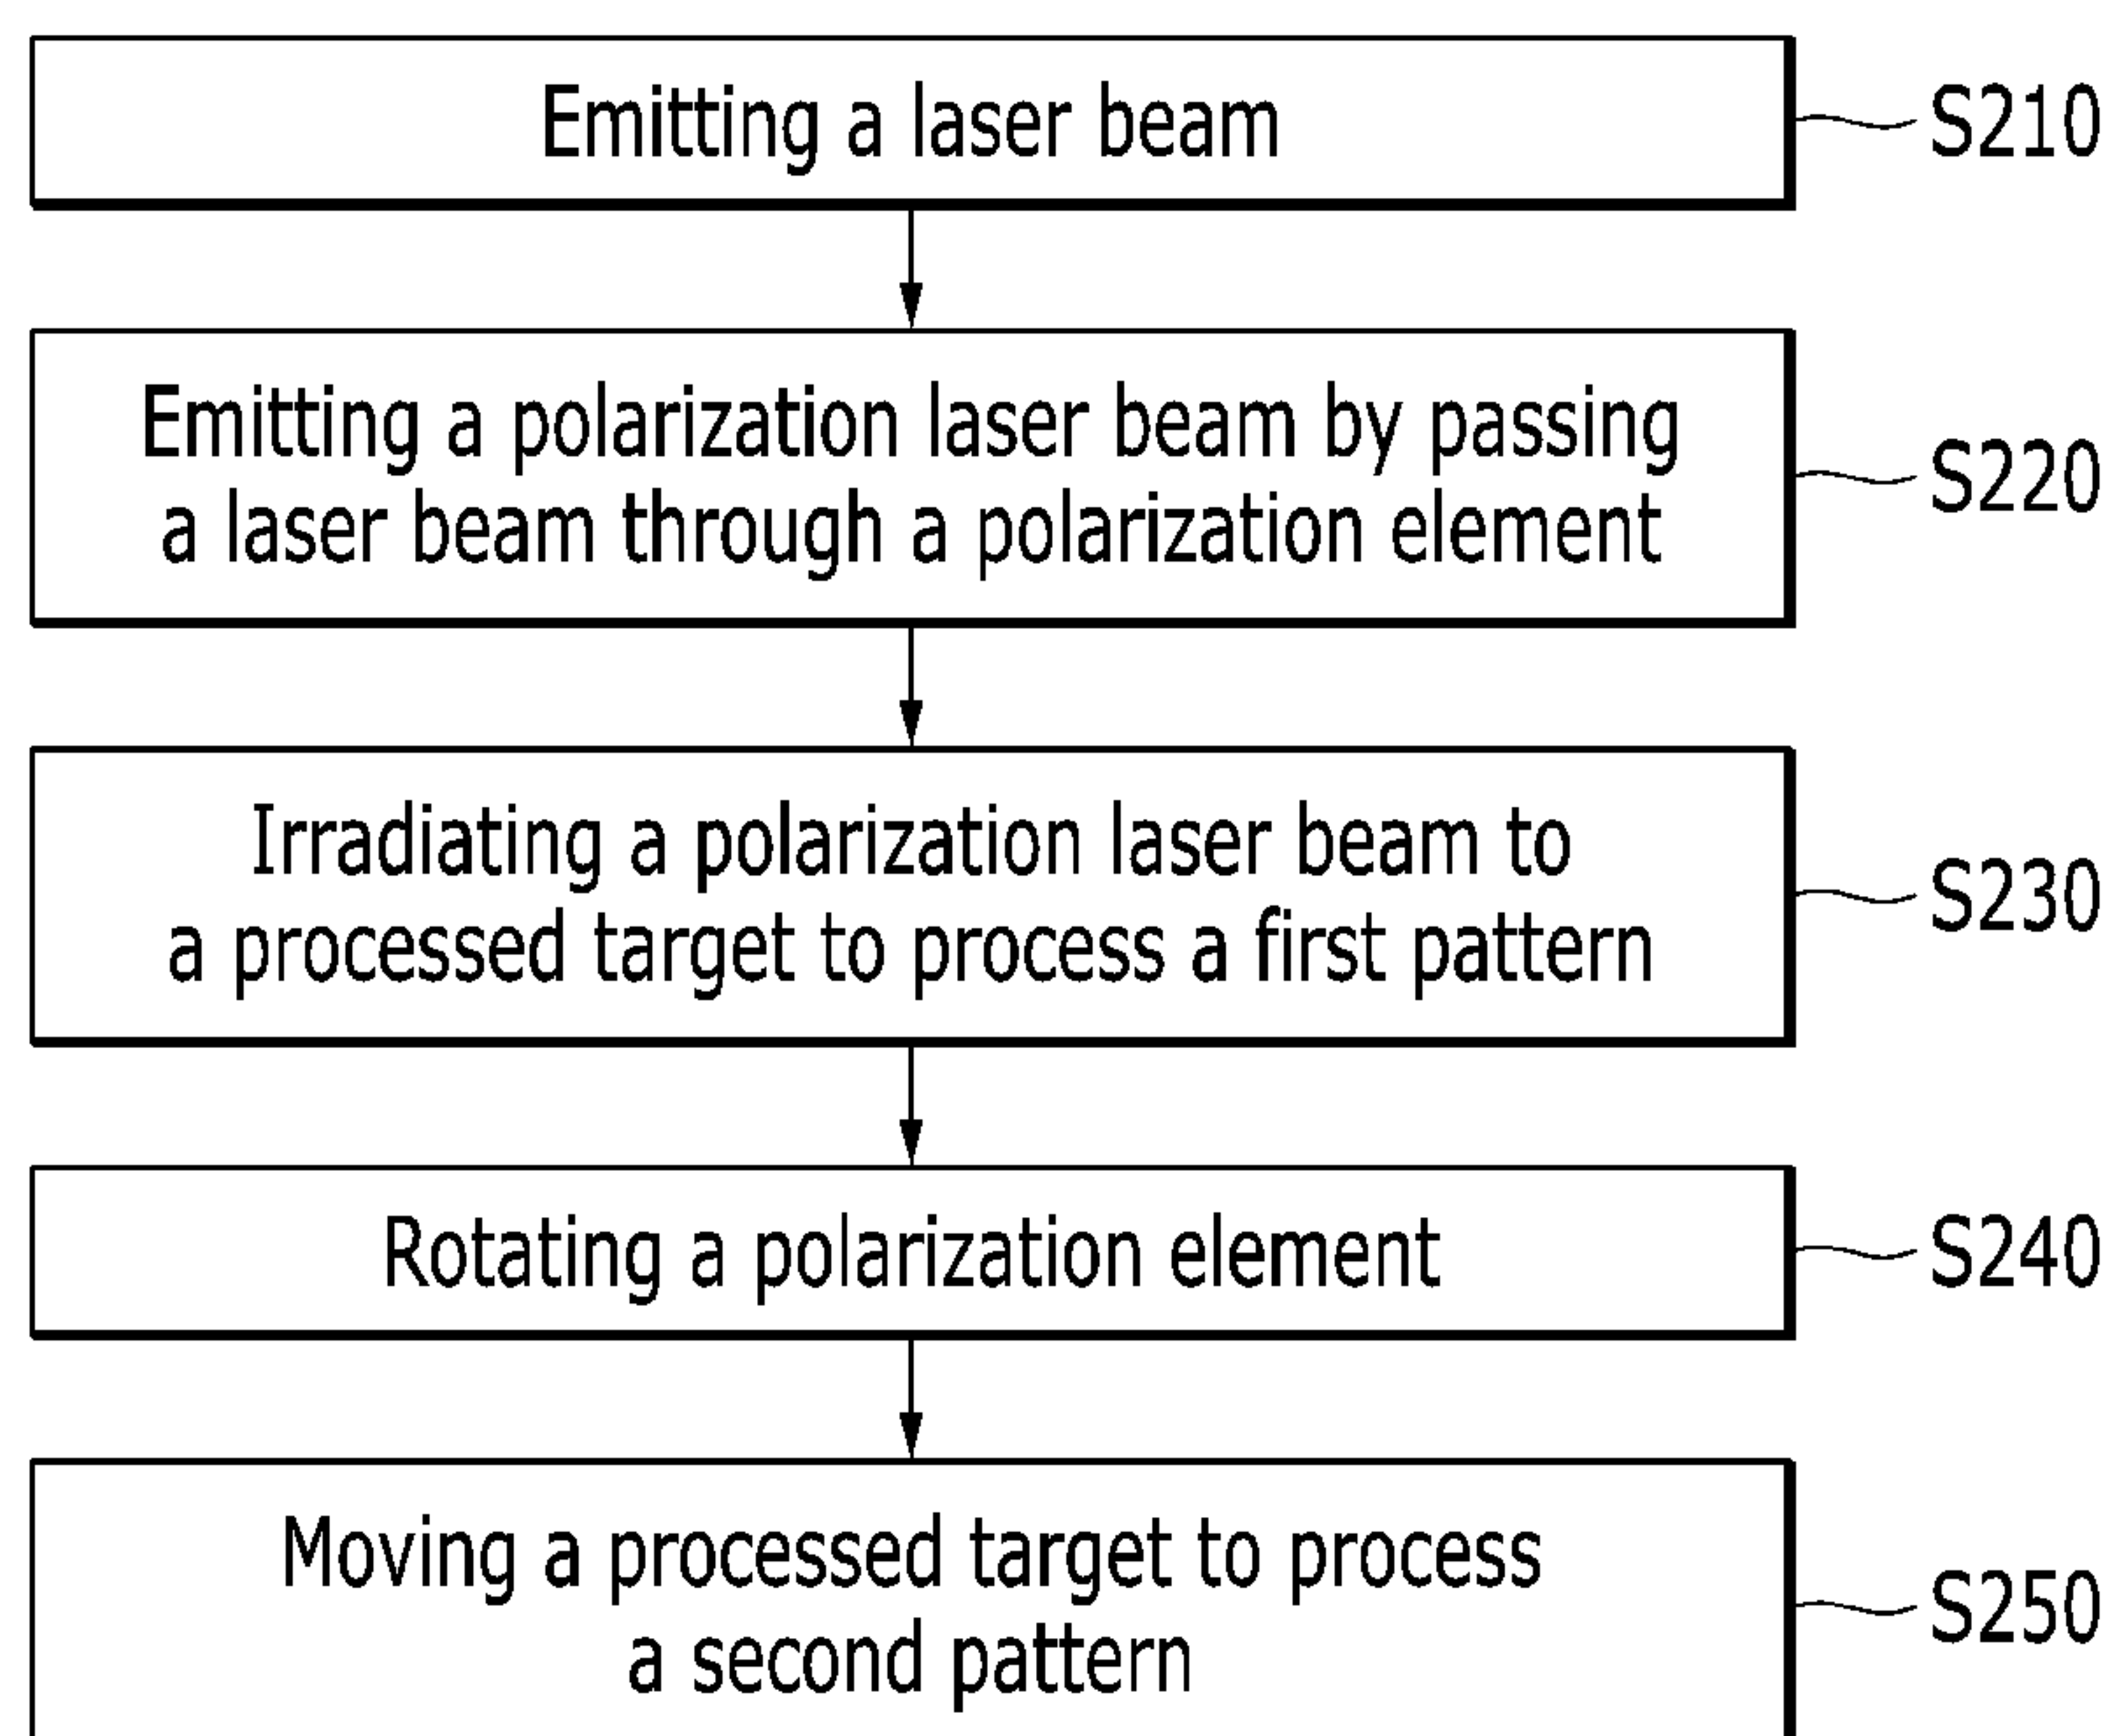 Emitting a laser beam
S210
Emitting a polarization laser beam by passing
a laser beam through a polarization element
S220
Irradiating a polarization laser beam to
a processed target to process a first pattern
S230
Rotating a polarization element
S240
Moving a processed target to process
a second pattern
S250